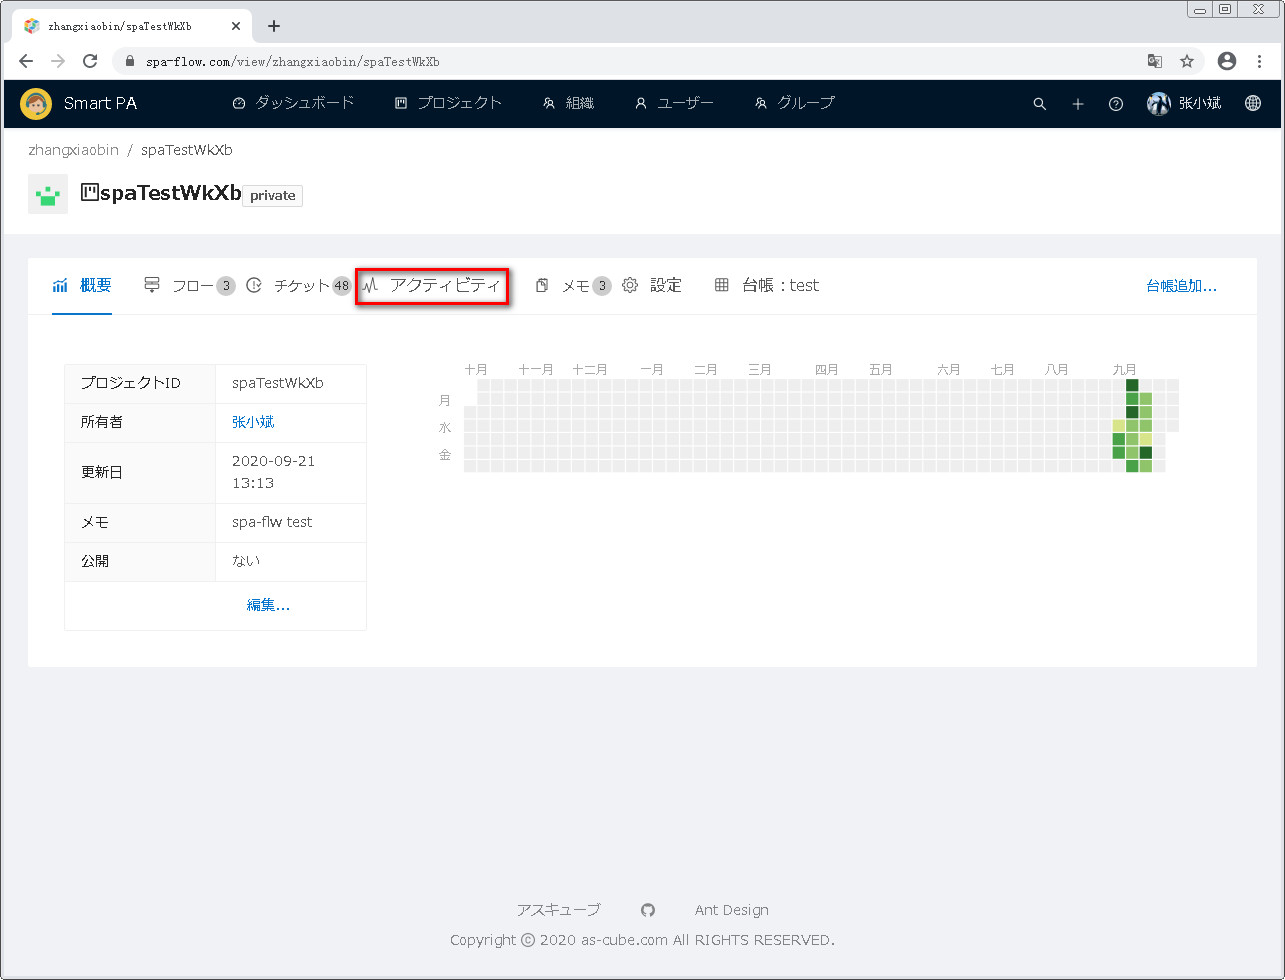 zhangxiaobin/spaTestWkXb
spa-flow.com/view/zhangxiaobin/spaTestWkXb
Smart PA ダッシュボード プロジェクト 組織 ユーザー グループ 张小斌
zhangxiaobin / spaTestWkXb
spaTestWkXb private
概要 フロー 3 チケット 48 アクティビティ メモ 3 設定 台帳：test 台帳追加...
十月 十一月 十二月 一月 二月 三月 四月 五月 六月 七月 八月 九月
月
水
金
プロジェクトID spaTestWkXb
所有者 张小斌
更新日 2020-09-21
13:13
メモ spa-flw test
公開 ない
編集...
アスキューブ Ant Design
Copyright © 2020 as-cube.com All RIGHTS RESERVED.